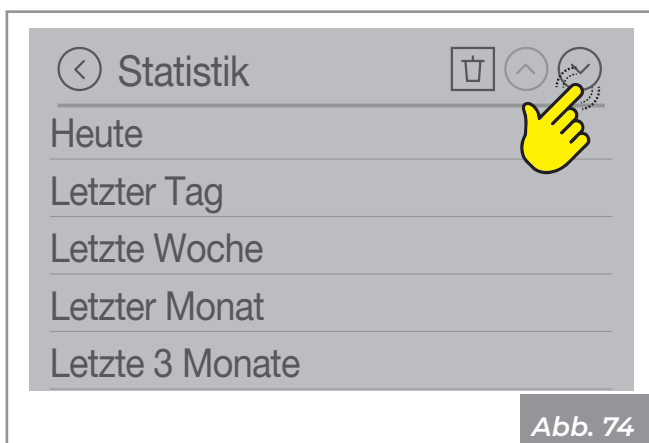 Statistik
Heute
Letzter Tag
Letzte Woche
Letzter Monat
Letzte 3 Monate
Abb. 74